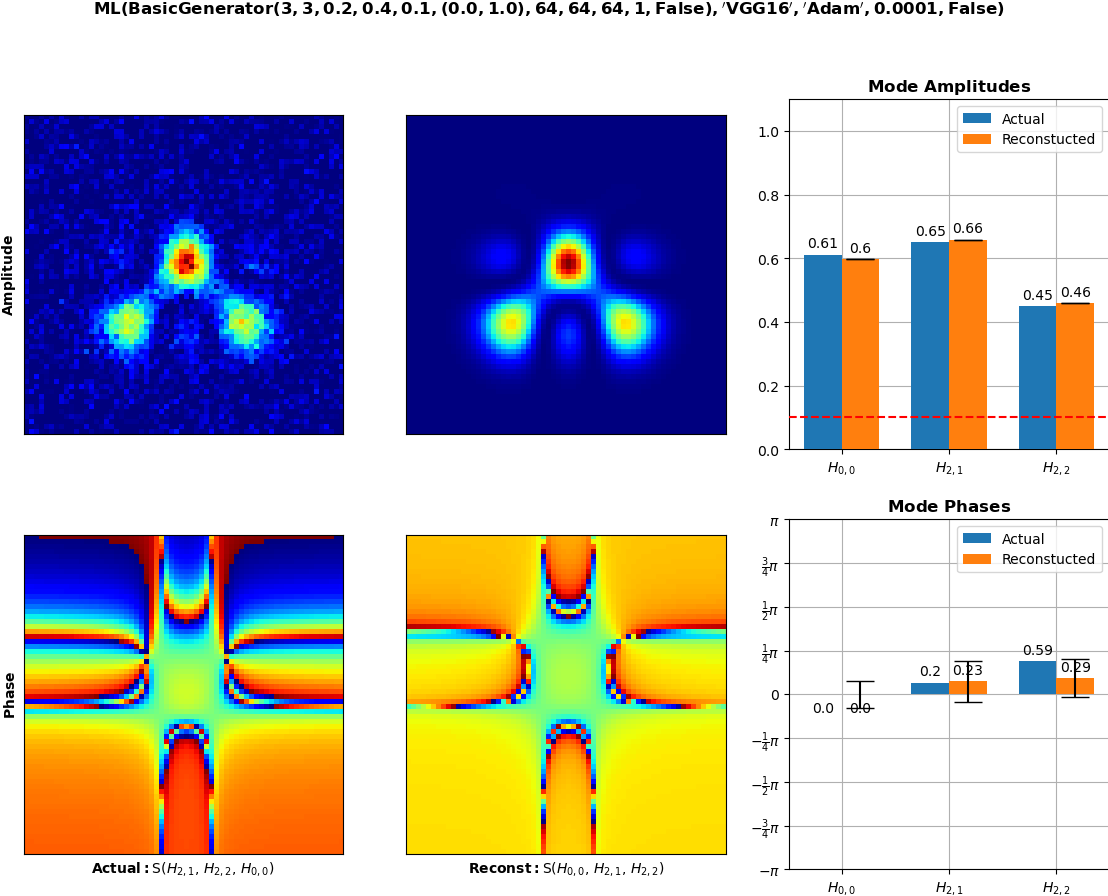 ML(BasicGenerator(3, 3, 0.2, 0.4, 0.1, (0.0, 1.0), 64, 64, 64, 1, False), ′VGG16′, ′Adam′, 0.0001, False)
Amplitude
Mode Amplitudes
Actual
Reconstucted
1.0
0.8
0.6
0.4
0.2
0.0
0.61
0.6
0.65
0.66
0.45
0.46
H0,0
H2,1
H2,2
Phase
Actual: S(H2,1, H2,2, H0,0)
Reconst: S(H0,0, H2,1, H2,2)
Mode Phases
Actual
Reconstucted
π
3/4π
1/2π
1/4π
0
−1/4π
−1/2π
−3/4π
−π
0.0
0.0
0.2
0.23
0.59
0.29
H0,0
H2,1
H2,2